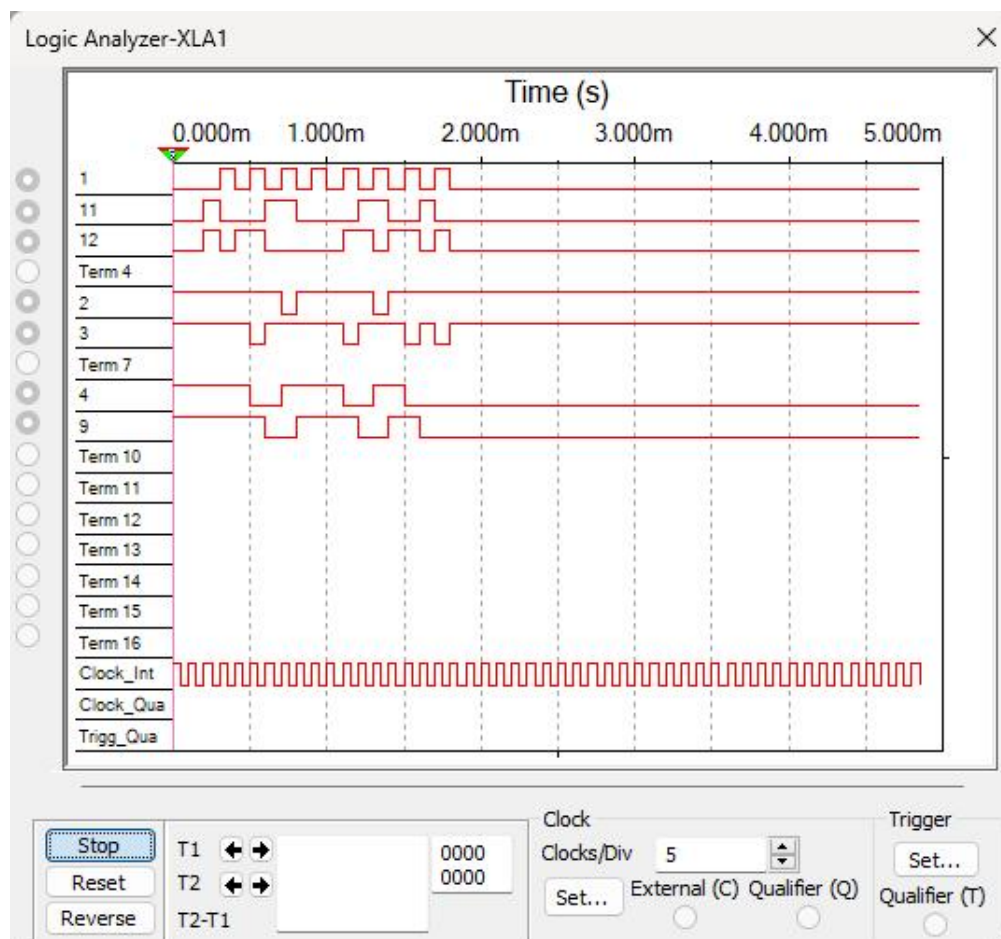 Logic Analyzer-XLA1
Time (s)
0.000m 1.000m 2.000m 3.000m 4.000m 5.000m
1
11
12
Term 4
2
3
Term 7
4
9
Term 10
Term 11
Term 12
Term 13
Term 14
Term 15
Term 16
Clock_Int
Clock_Qua
Trigg_Qua
Stop
Reset
Reverse
T1
T2
T2-T1
0000
0000
Clock
Clocks/Div 5
Set... External (C) Qualifier (Q)
Trigger
Set...
Qualifier (T)